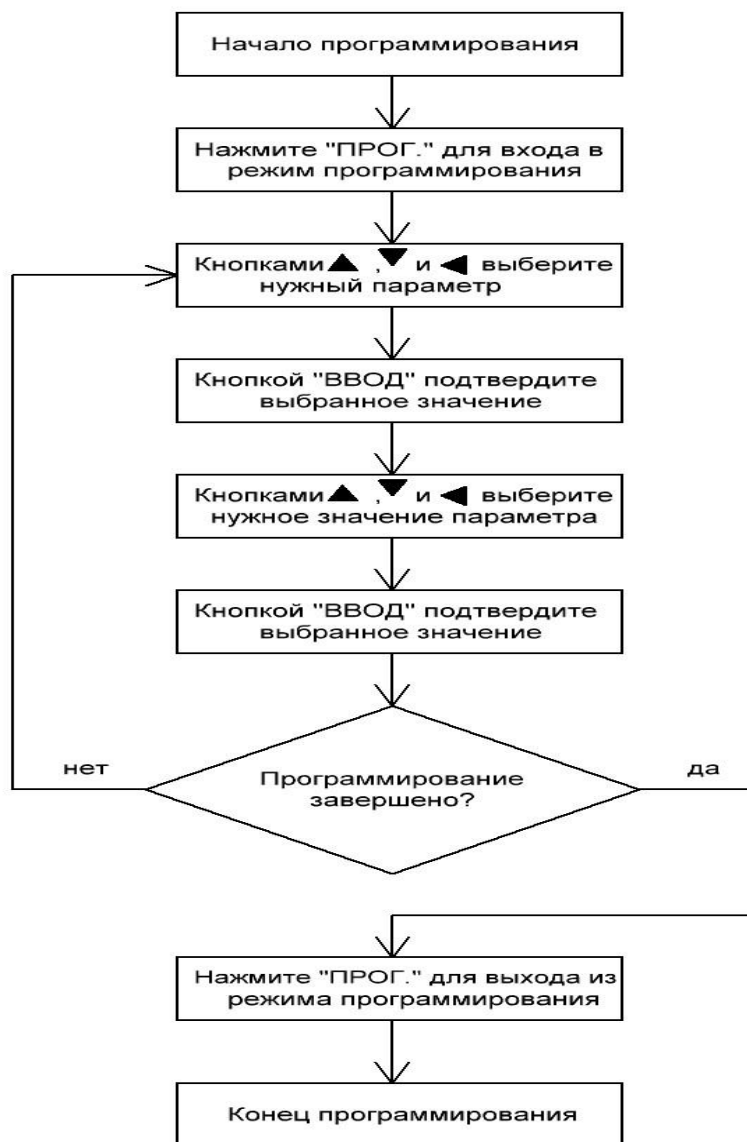 Начало программирования
Нажмите "ПРОГ." для входа в
режим программирования
Кнопками ▲ ,▼ и ◀ выберите
нужный параметр
Кнопкой "ВВОД" подтвердите
выбранное значение
Кнопками ▲ ,▼ и ◀ выберите
нужное значение параметра
Кнопкой "ВВОД" подтвердите
выбранное значение
нет
Программирование
завершено?
да
Нажмите "ПРОГ." для выхода из
режима программирования
Конец программирования